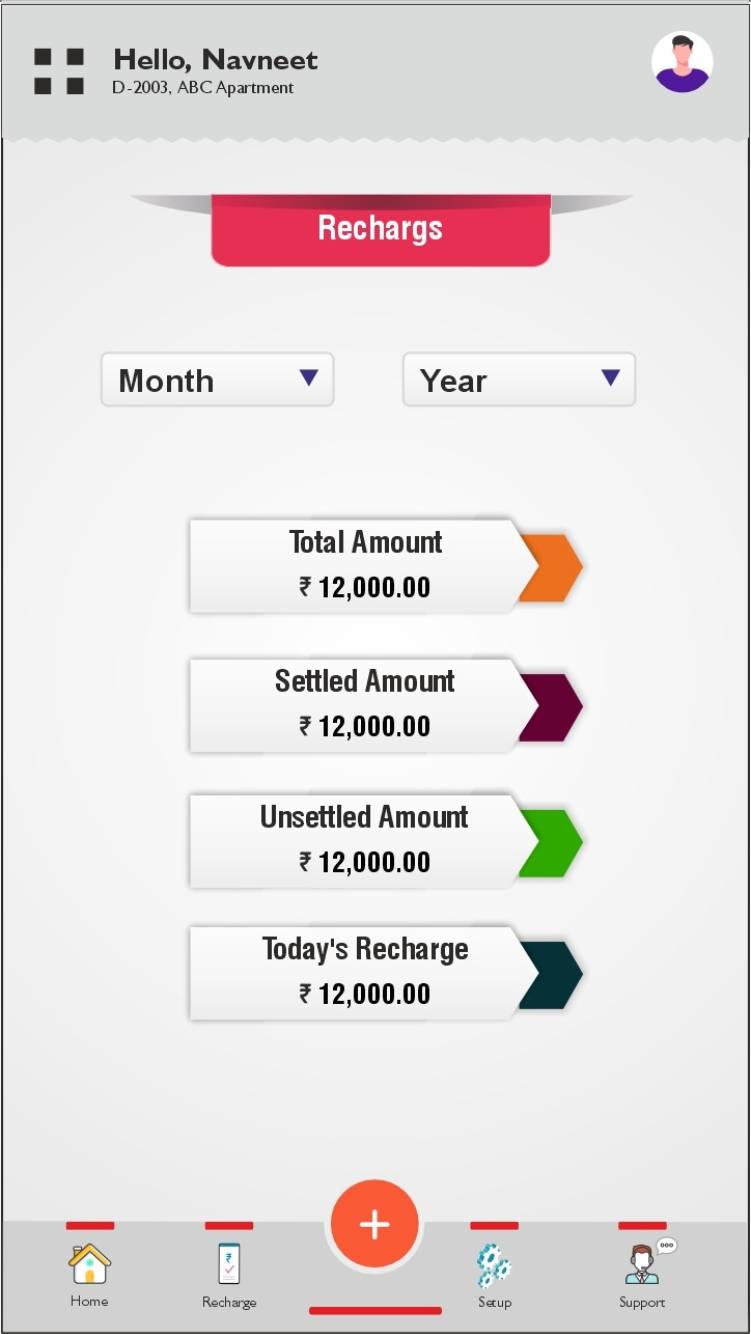 Hello, Navneet
D-2003, ABC Apartment
Rechargs
Month
Year
Total Amount
₹ 12,000.00
Settled Amount
₹ 12,000.00
Unsettled Amount
₹ 12,000.00
Today's Recharge
₹ 12,000.00
+
₹
Home
Recharge
Setup
Support